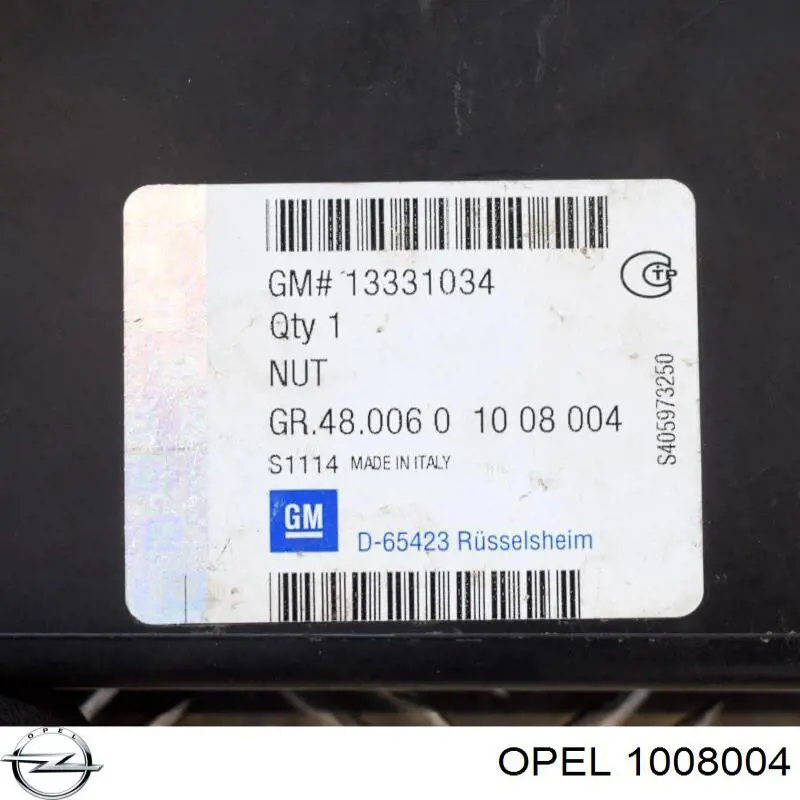 GM# 13331034
Qty 1
NUT
GR.48.006 0 10 08 004
S1114 MADE IN ITALY
GM
D-65423 Rüsselsheim
S405973250
OPEL
OPEL 1008004